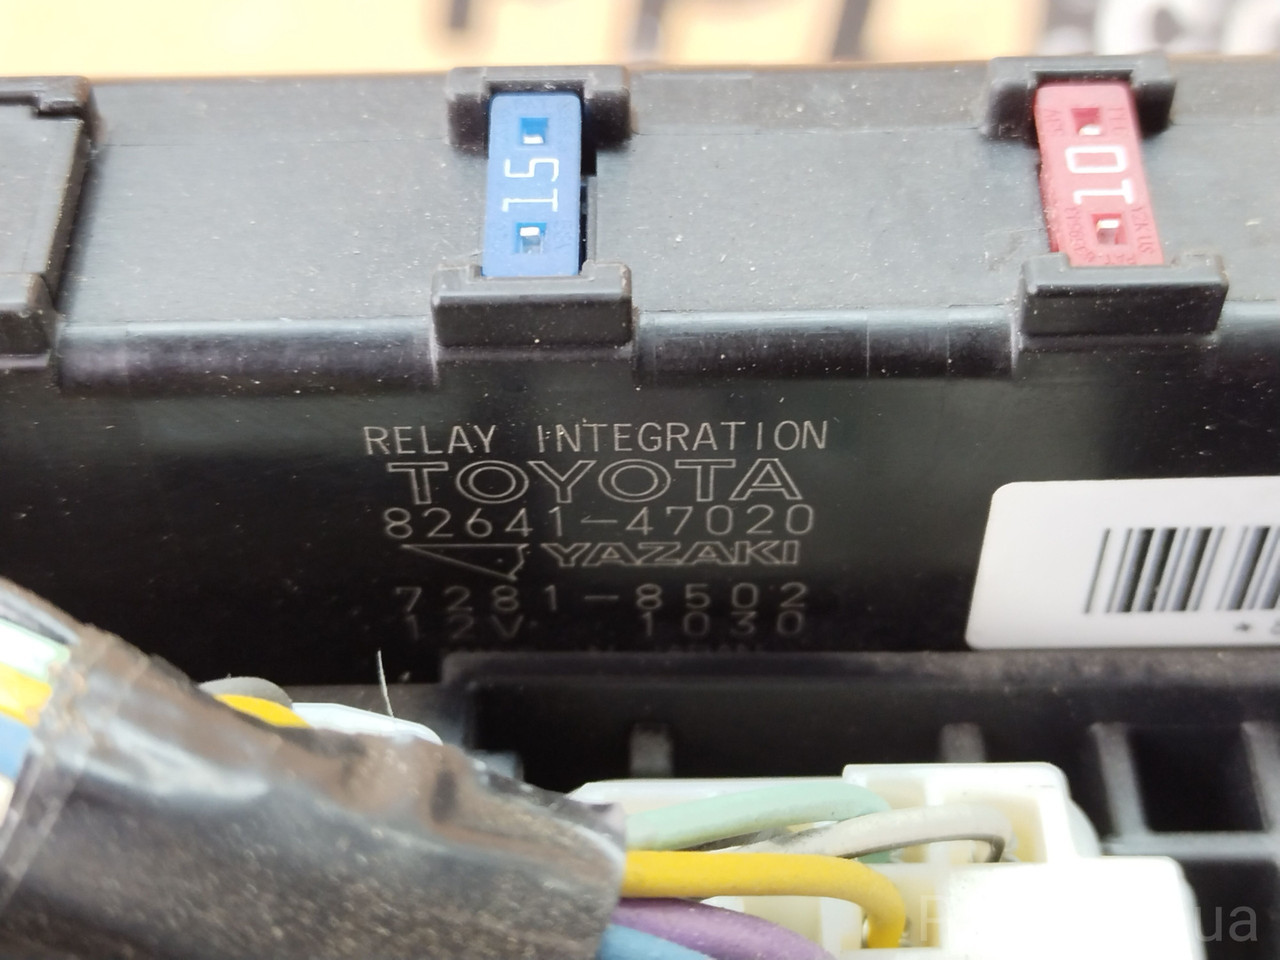 15
10
RELAY INTEGRATION
TOYOTA
82641-47020
YAZAKI
7281-8502
12V 1030